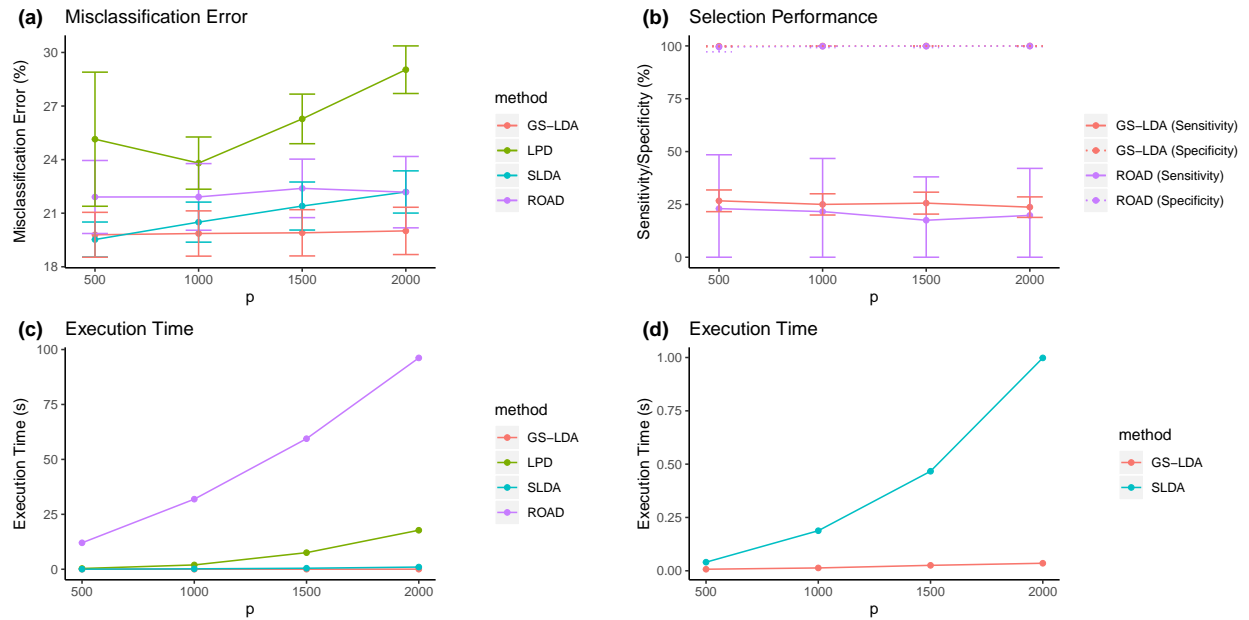 (a) Misclassification Error
Misclassification Error (%)
30
27
24
21
18
500 1000 1500 2000
p
method
GS−LDA
LPD
SLDA
ROAD
(b) Selection Performance
Sensitivity/Specificity (%)
100
75
50
25
0
500 1000 1500 2000
p
GS−LDA (Sensitivity)
GS−LDA (Specificity)
ROAD (Sensitivity)
ROAD (Specificity)
(c) Execution Time
Execution Time (s)
100
75
50
25
0
500 1000 1500 2000
p
method
GS−LDA
LPD
SLDA
ROAD
(d) Execution Time
Execution Time (s)
1.00
0.75
0.50
0.25
0.00
500 1000 1500 2000
p
method
GS−LDA
SLDA